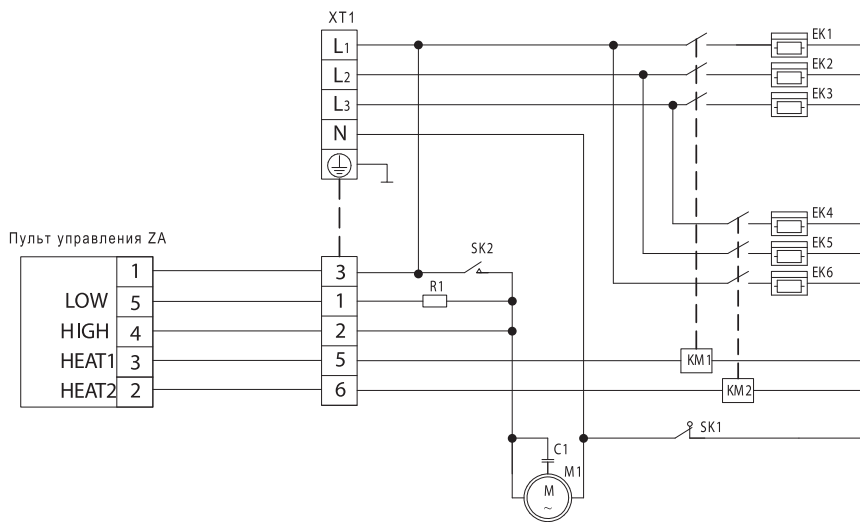 XT1
L1
L2
L3
N
EK1
EK2
EK3
EK4
EK5
EK6
Пульт управления ZA
1
LOW 5
HIGH 4
HEAT1 3
HEAT2 2
3
1
2
5
6
SK2
R1
KM1
KM2
SK1
C1
M1
M
~